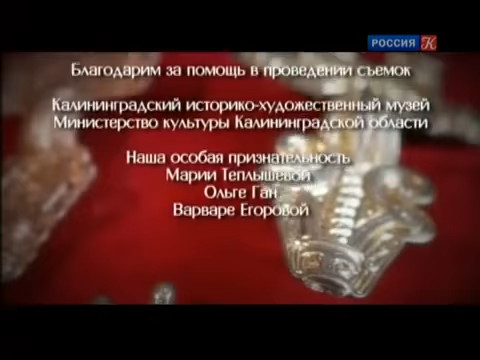 РОССИЯ К
Благодарим за помощь в проведении съемок
Калининградский историко-художественный музей
Министерство культуры Калининградской области
Наша особая признательность
Марии Теплышевой
Ольге Ган
Варваре Егоровой